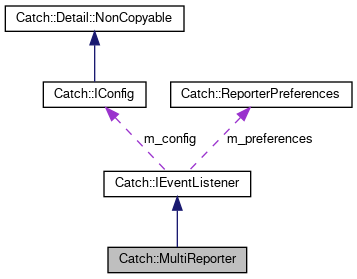 Catch::Detail::NonCopyable
Catch::IConfig
Catch::ReporterPreferences
m_config
m_preferences
Catch::IEventListener
Catch::MultiReporter